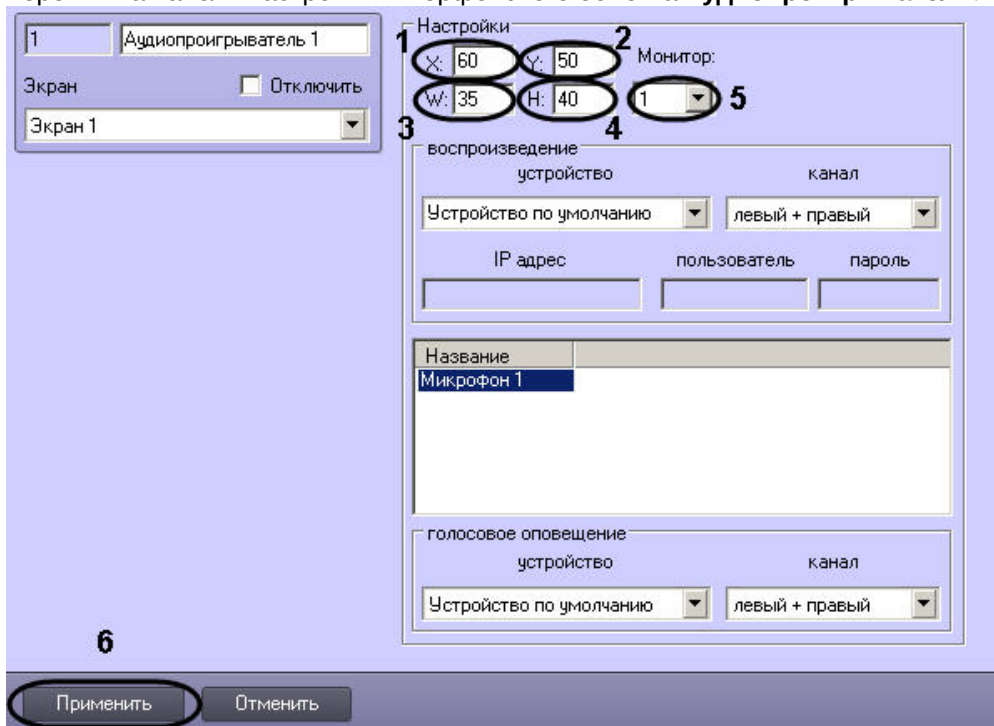 1 Аудиопроигрыватель 1
Экран Отключить
Экран 1
Настройки
1 X: 60 Y: 50 2 Монитор:
W: 35 H: 40 1 5
3 4
воспроизведение
устройство канал
Устройство по умолчанию левый + правый
IP адрес пользователь пароль
Название
Микрофон 1
голосовое оповещение
устройство канал
Устройство по умолчанию левый + правый
6
Применить Отменить